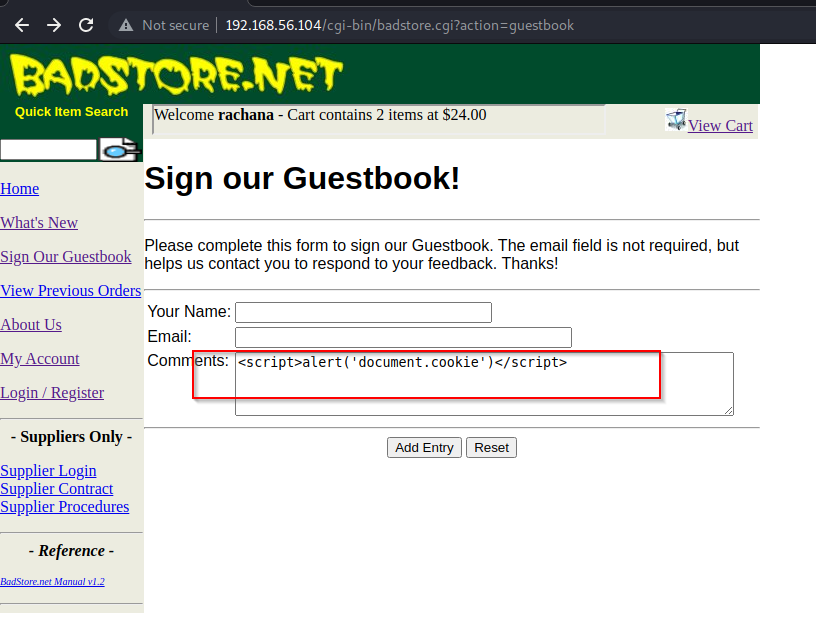 Not secure | 192.168.56.104/cgi-bin/badstore.cgi?action=guestbook
BADSTORE.NET
Quick Item Search
Welcome rachana - Cart contains 2 items at $24.00
View Cart
Home
What's New
Sign Our Guestbook
View Previous Orders
About Us
My Account
Login / Register
- Suppliers Only -
Supplier Login
Supplier Contract
Supplier Procedures
- Reference -
BadStore.net Manual v1.2
Sign our Guestbook!
Please complete this form to sign our Guestbook. The email field is not required, but
helps us contact you to respond to your feedback. Thanks!
Your Name:
Email:
Comments: <script>alert('document.cookie')</script>
Add Entry Reset